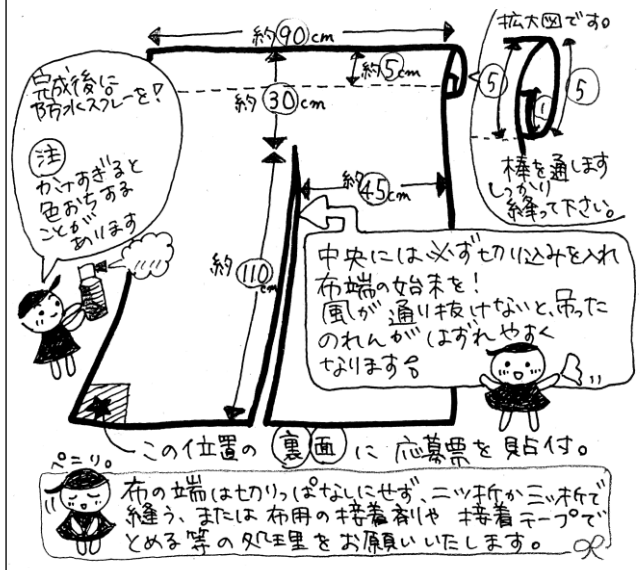 約90cm
拡大図です。
約5cm
5
5
1
完成後に
防水スプレーを!
約30cm
注
かけすぎると
色おちする
ことが
あります
棒を通します
しっかり
縫って下さい。
約45cm
約110cm
中央には必ず切り込みを入れ
布端の始末を!
風が通り抜けないと、吊った
のれんがはずれやすく
なります。
この位置の裏面に応募票を貼付。
ペこり。
布の端は切りっぱなしにせず、二ツ折か三ッ折で
縫う、または布用の接着剤や接着テープで
とめる等の処理をお願いいたします。